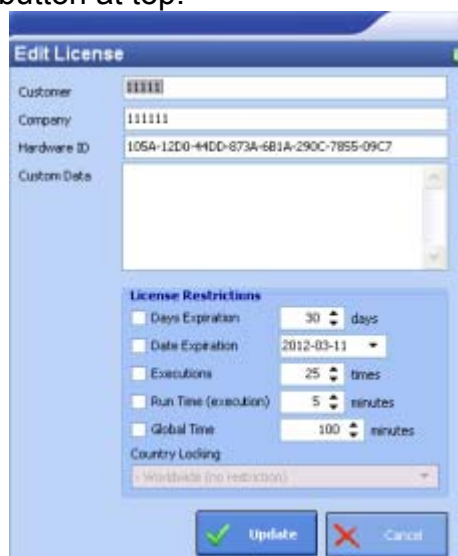 button at top.
Edit License
Customer 11111
Company 111111
Hardware ID 105A-12D0-44DD-873A-6B1A-290C-7855-09C7
Custom Data
License Restrictions
Days Expiration 30 days
Date Expiration 2012-03-11
Executions 25 times
Run Time (execution) 5 minutes
Global Time 100 minutes
Country Locking
- Worldwide (no restriction)
Update Cancel